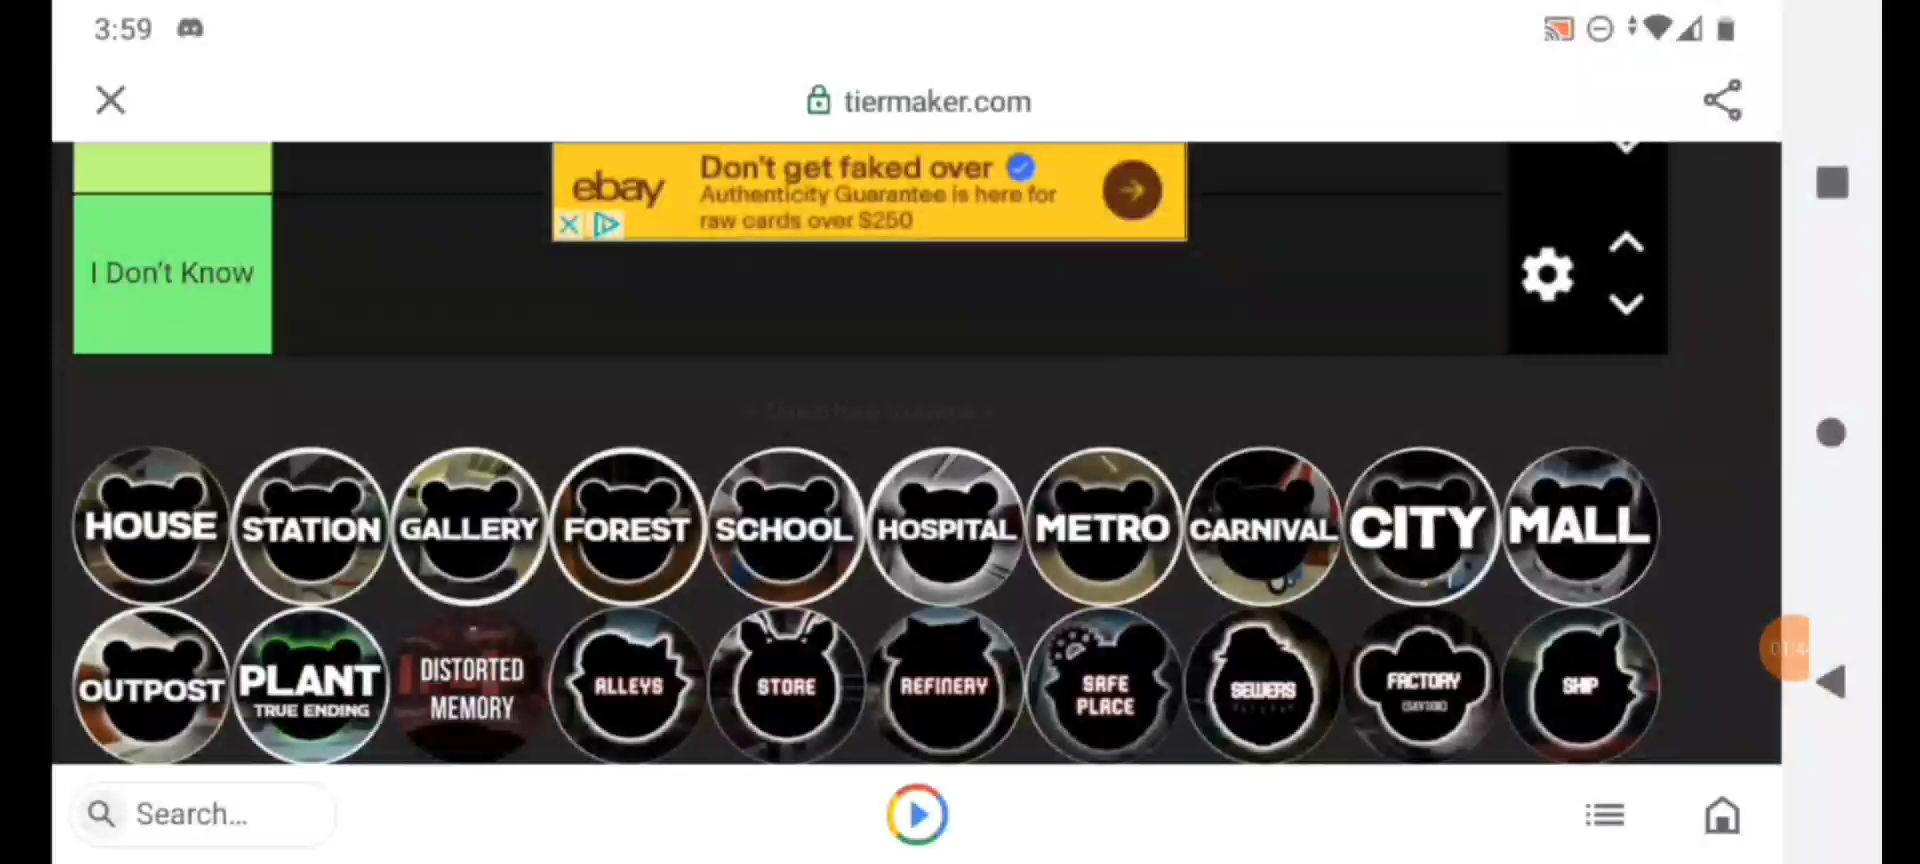 3:59
tiermaker.com
ebay
Don't get faked over
Authenticity Guarantee is here for
raw cards over $250
I Don't Know
HOUSE
STATION
GALLERY
FOREST
SCHOOL
HOSPITAL
METRO
CARNIVAL
CITY
MALL
OUTPOST
PLANT
TRUE ENDING
DISTORTED
MEMORY
ALLEYS
STORE
REFINERY
SAFE
PLACE
SEWERS
FACTORY
SHIP
Search...